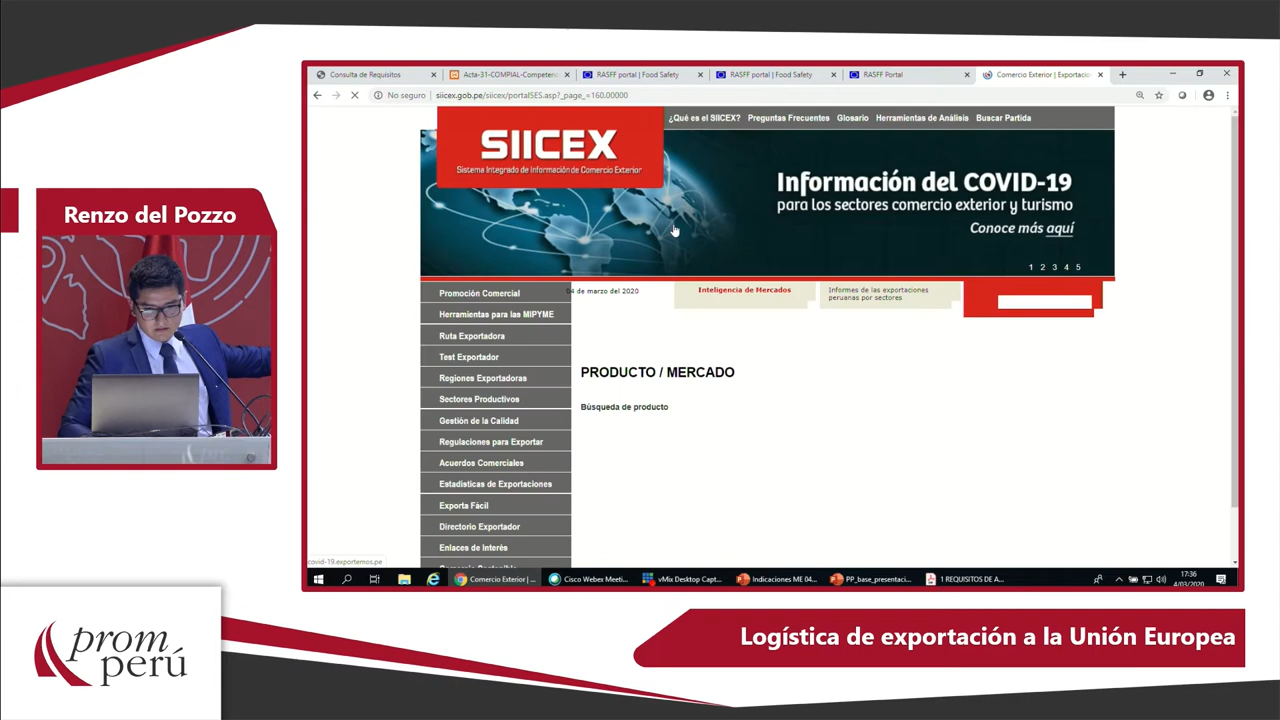 Consulta de Requisitos
Acta-31-COMPIAL-Competenc
RASFF portal | Food Safety
RASFF portal | Food Safety
RASFF Portal
Comercio Exterior | Exportacio
No seguro
siicex.gob.pe/siicex/portal5ES.asp?_page_=160.00000
SIICEX
Sistema Integrado de Información de Comercio Exterior
¿Qué es el SIICEX?
Preguntas Frecuentes
Glosario
Herramientas de Análisis
Buscar Partida
Información del COVID-19
para los sectores comercio exterior y turismo
Conoce más aquí
1 2 3 4 5
Renzo del Pozzo
04 de marzo del 2020
Inteligencia de Mercados
Informes de las exportaciones
peruanas por sectores
Promoción Comercial
Herramientas para las MIPYME
Ruta Exportadora
Test Exportador
Regiones Exportadoras
Sectores Productivos
Gestión de la Calidad
Regulaciones para Exportar
Acuerdos Comerciales
Estadísticas de Exportaciones
Exporta Fácil
Directorio Exportador
Enlaces de Interés
PRODUCTO / MERCADO
Búsqueda de producto
covid-19.exportemos.pe
Comercio Exterior | ...
Cisco Webex Meeti...
vMix Desktop Capt...
Indicaciones ME 04...
PP_base_presentaci...
1 REQUISITOS DE A...
17:36
4/03/2020
prom
perú
Logística de exportación a la Unión Europea